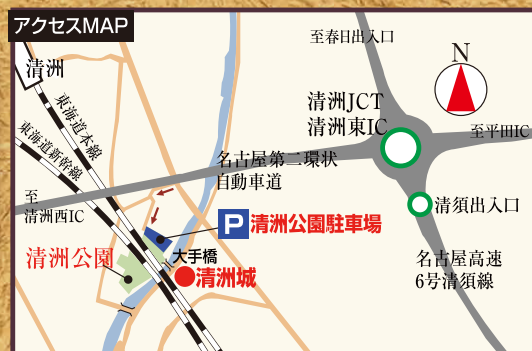 アクセスMAP
至春日出入口
N
清洲
清洲JCT
清洲東IC
至平田IC
東海道本線
東海道新幹線
名古屋第二環状
自動車道
至
清洲西IC
清須出入口
P 清洲公園駐車場
大手橋
清洲公園
清洲城
名古屋高速
6号清須線